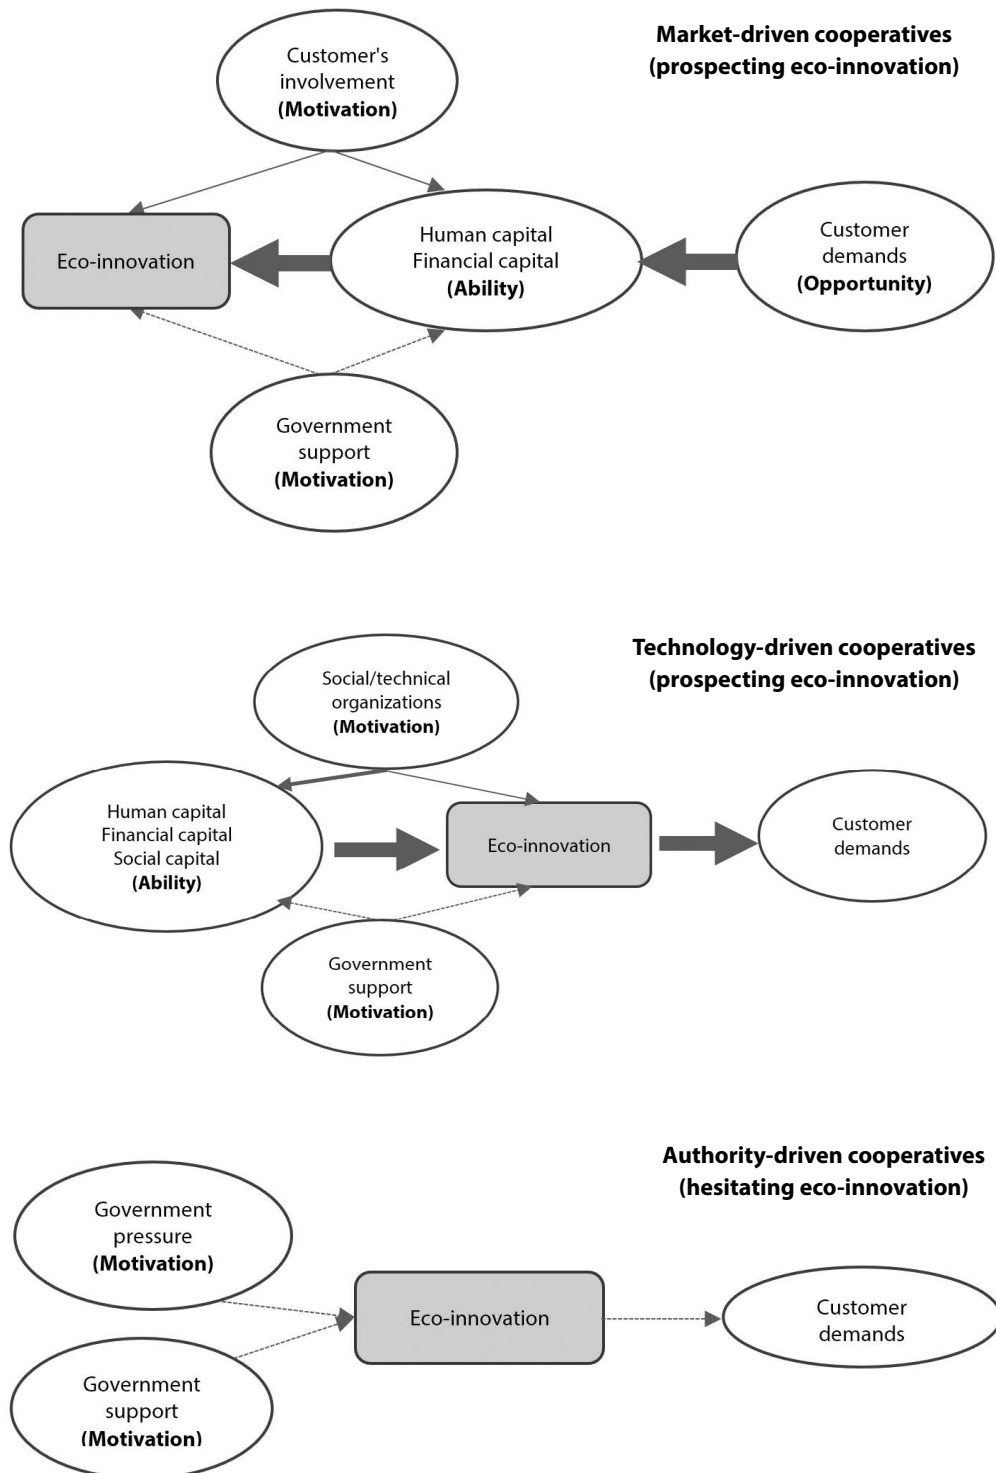 Market-driven cooperatives
(prospecting eco-innovation)
Customer's
involvement
(Motivation)
Eco-innovation
Human capital
Financial capital
(Ability)
Customer
demands
(Opportunity)
Government
support
(Motivation)
Technology-driven cooperatives
(prospecting eco-innovation)
Social/technical
organizations
(Motivation)
Human capital
Financial capital
Social capital
(Ability)
Eco-innovation
Customer
demands
Government
support
(Motivation)
Authority-driven cooperatives
(hesitating eco-innovation)
Government
pressure
(Motivation)
Eco-innovation
Customer
demands
Government
support
(Motivation)